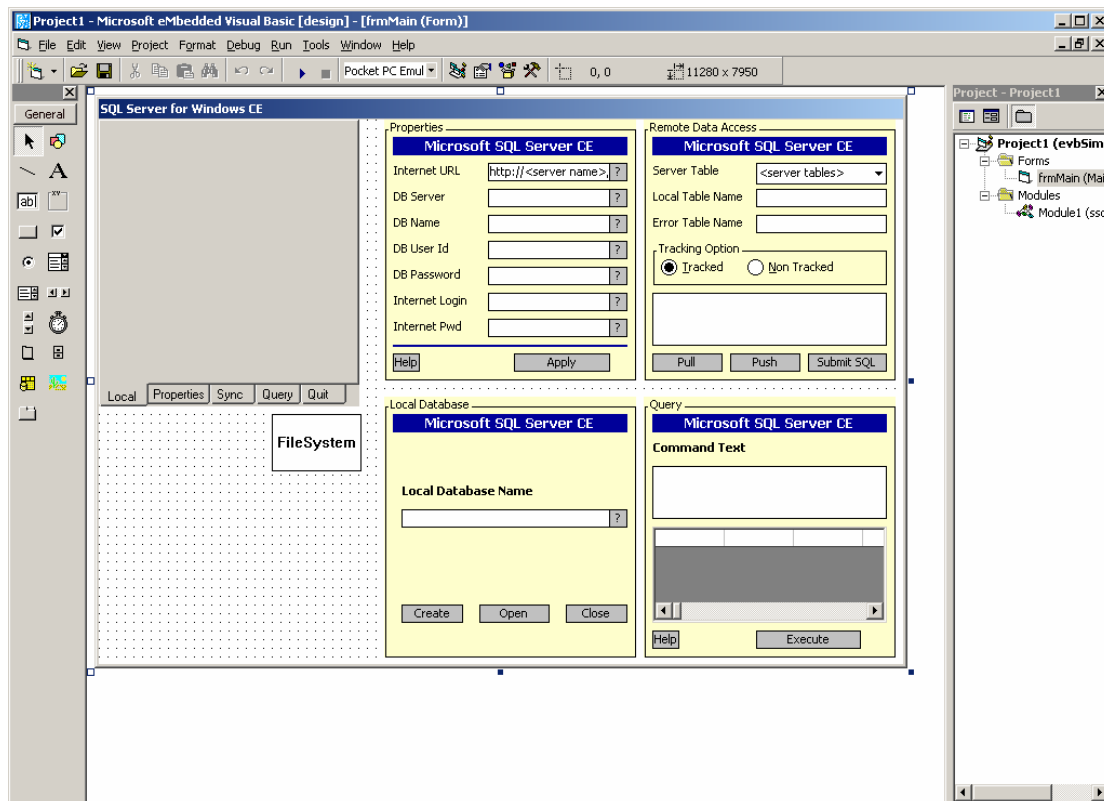 Project1 - Microsoft eMbedded Visual Basic [design] - [frmMain (Form)]
File Edit View Project Format Debug Run Tools Window Help
Pocket PC Emul 0, 0 11280 x 7950
General
A
ab
XY
SQL Server for Windows CE
Local Properties Sync Query Quit
FileSystem
Properties
Microsoft SQL Server CE
Internet URL http://<server name>, ?
DB Server ?
DB Name ?
DB User Id ?
DB Password ?
Internet Login ?
Internet Pwd ?
Help Apply
Remote Data Access
Microsoft SQL Server CE
Server Table <server tables>
Local Table Name
Error Table Name
Tracking Option
Tracked Non Tracked
Pull Push Submit SQL
Local Database
Microsoft SQL Server CE
Local Database Name
?
Create Open Close
Query
Microsoft SQL Server CE
Command Text
Help Execute
Project - Project1
Project1 (evbSim
Forms
frmMain (Mai
Modules
Module1 (ssc